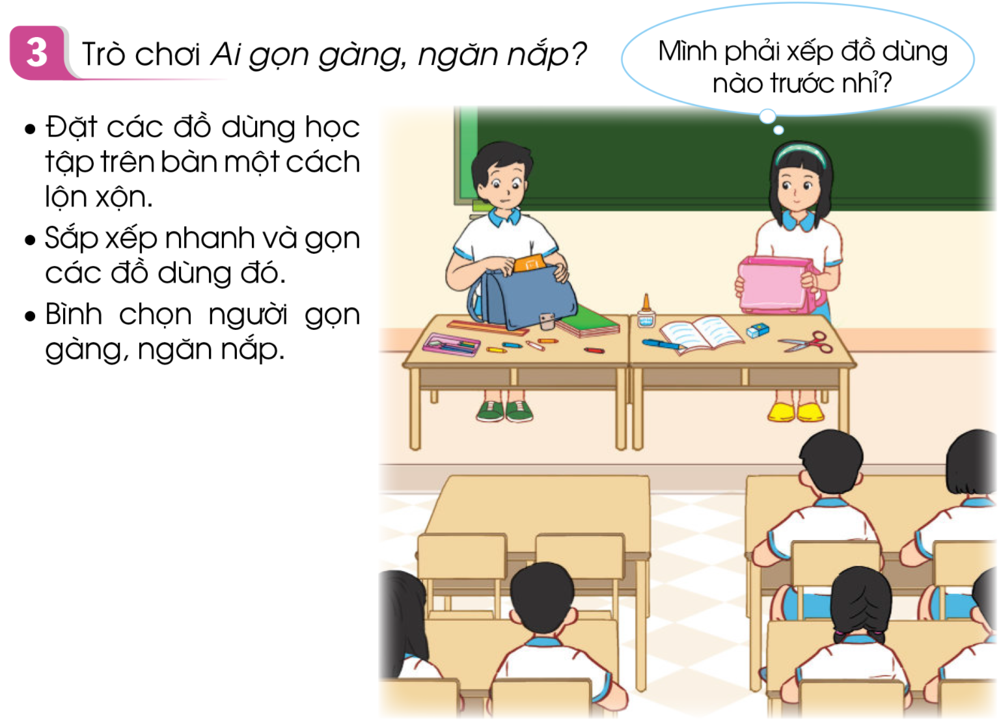 3 Trò chơi Ai gọn gàng, ngăn nắp?
Mình phải xếp đồ dùng
nào trước nhỉ?
• Đặt các đồ dùng học
tập trên bàn một cách
lộn xộn.
• Sắp xếp nhanh và gọn
các đồ dùng đó.
• Bình chọn người gọn
gàng, ngăn nắp.